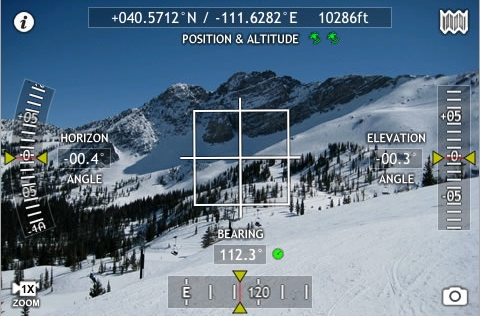 i
+040.5712°N / -111.6282°E 10286ft
POSITION & ALTITUDE
+05
0
-05
-10
HORIZON
-00.4°
ANGLE
ELEVATION
-00.3°
ANGLE
+05
0
-05
BEARING
112.3°
E 120
1X
ZOOM